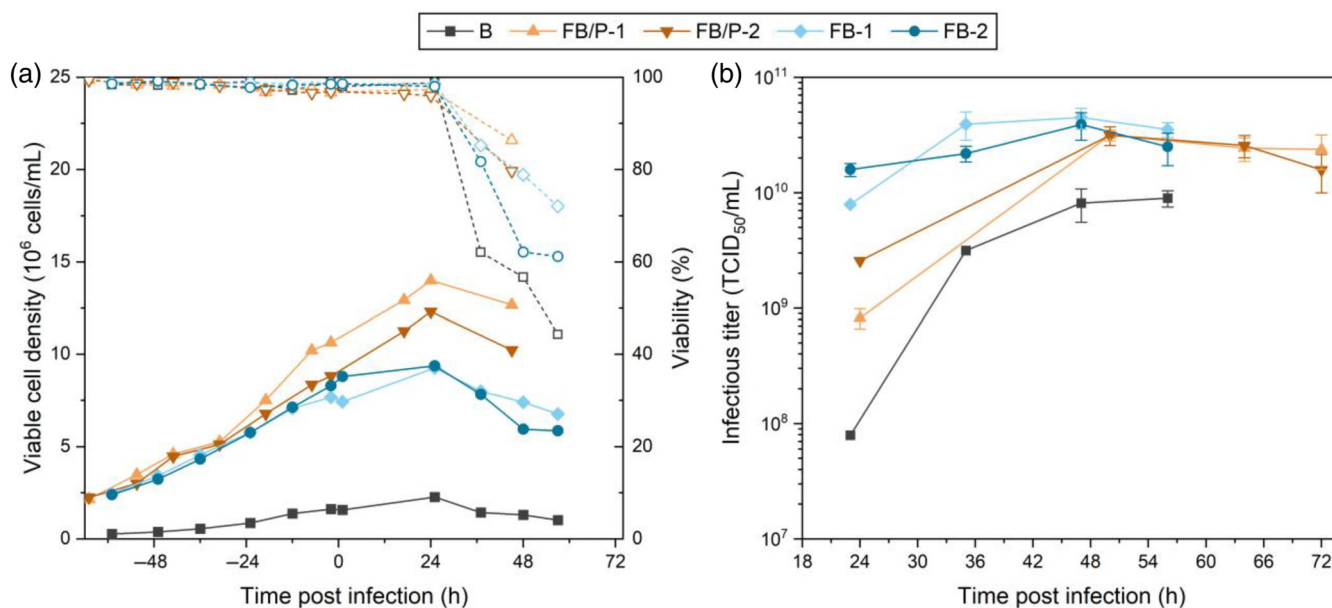 B FB/P-1 FB/P-2 FB-1 FB-2
(a)
25
20
15
10
5
0
Viable cell density (10⁶ cells/mL)
100
80
60
40
20
0
Viability (%)
–48 –24 0 24 48 72
Time post infection (h)
(b)
10¹¹
10¹⁰
10⁹
10⁸
10⁷
Infectious titer (TCID₅₀/mL)
18 24 30 36 42 48 54 60 66 72
Time post infection (h)